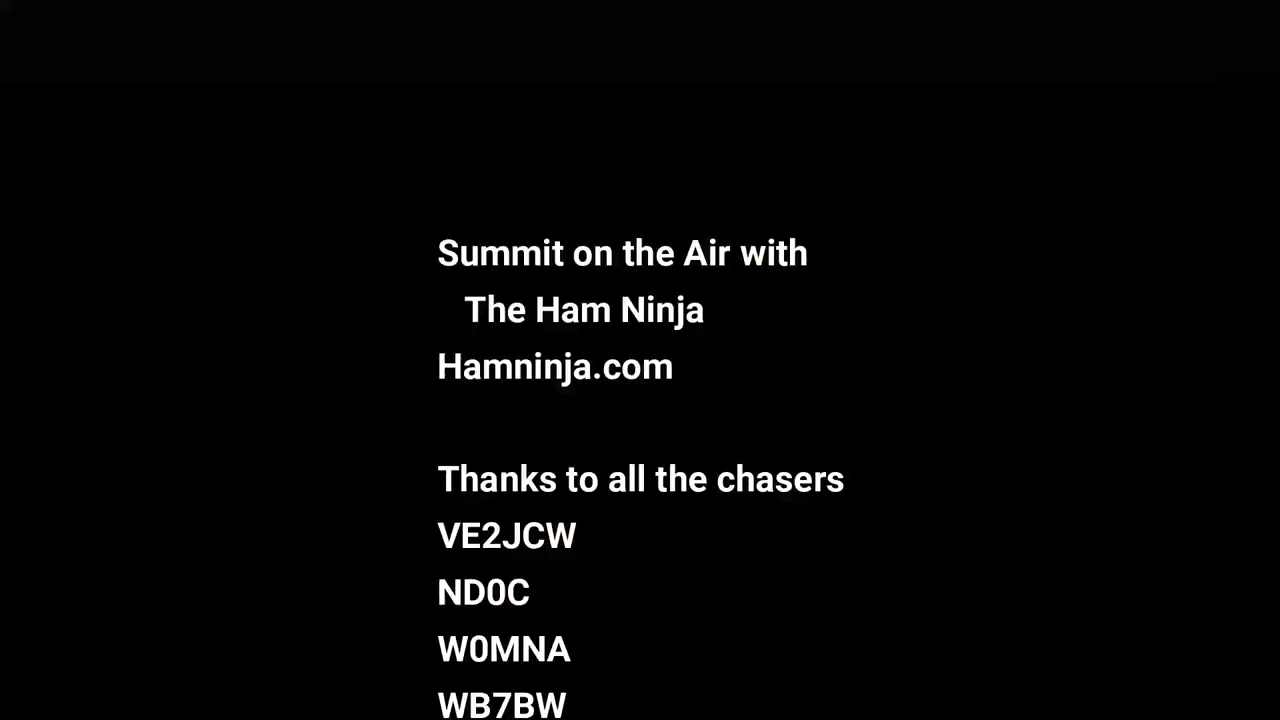 Summit on the Air with
The Ham Ninja
Hamninja.com
Thanks to all the chasers
VE2JCW
ND0C
W0MNA
WB7BW